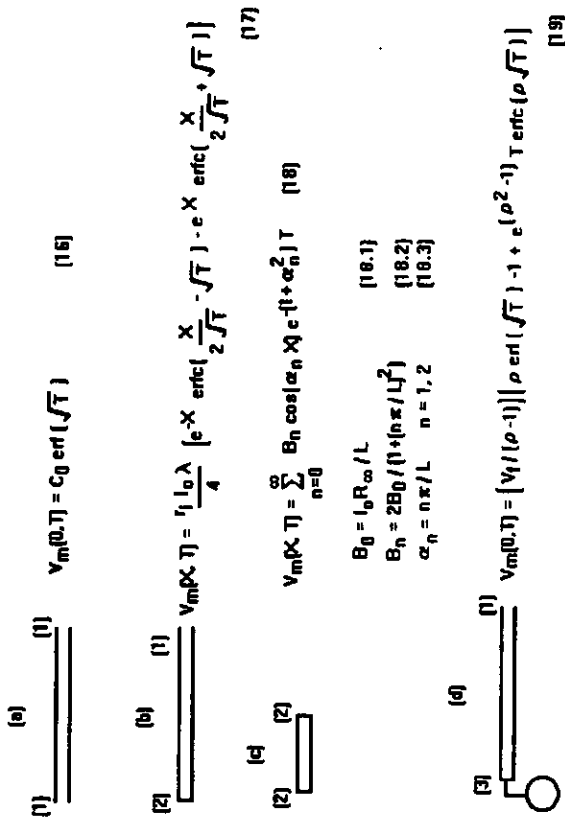 (a)
[1] [1] V_m(0,T) = C_0 erf(√T) [16]
(b)
[2] [1] V_m(X,T) = r_i I_o λ / 4 {e^-X erfc(X / 2√T - √T) - e^X erfc(X / 2√T + √T)} [17]
(c)
[2] [2] V_m(X,T) = ∞ Σ n=0 B_n cos(α_n X) e^-(1+α_n^2)T [18]
B_0 = I_o R_∞ / L [18.1]
B_n = 2B_0 / (1+(nπ/L)^2) [18.2]
α_n = nπ/L n = 1, 2 [18.3]
(d)
[3] [1] V_m(0,T) = [V_f / (ρ-1)] [ρ erf(√T) - 1 + e^(ρ^2-1)T erfc(ρ√T)] [19]